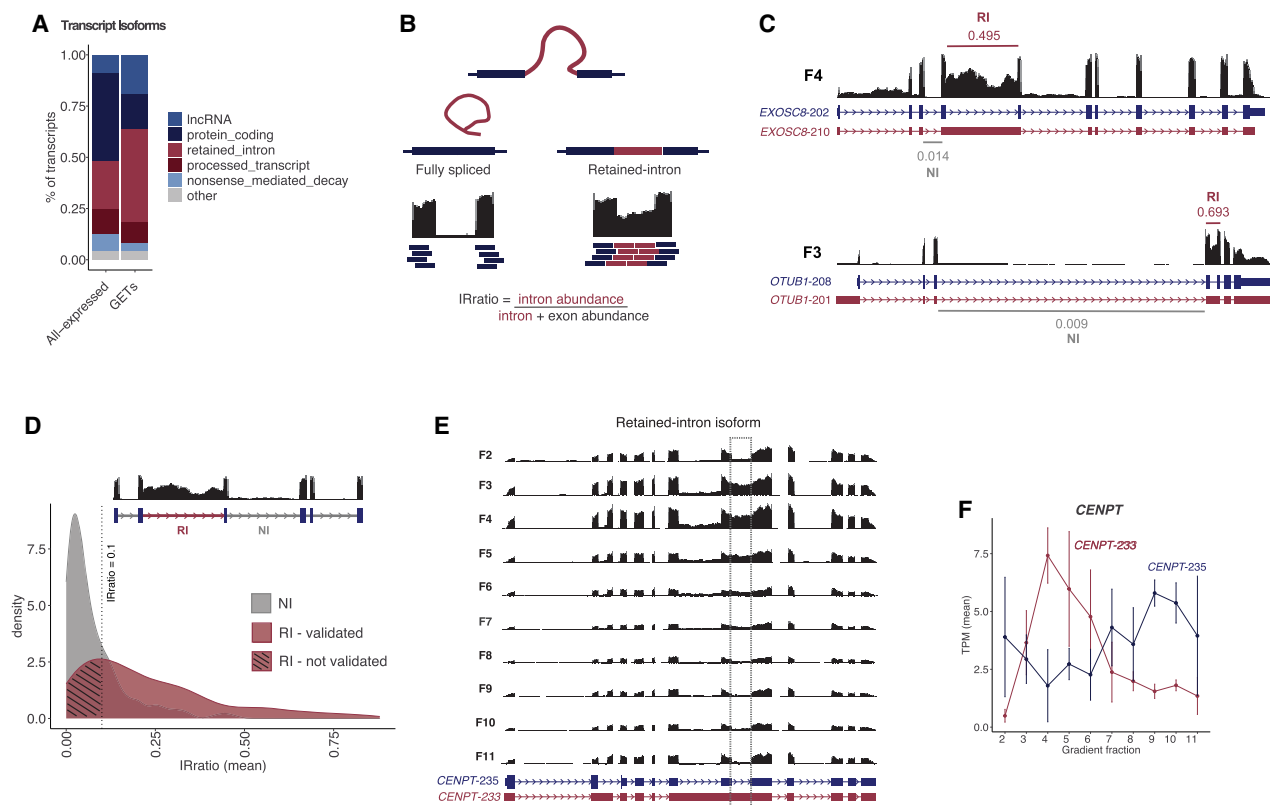 A
Transcript Isoforms
% of transcripts
1.00
0.75
0.50
0.25
0.00
All-expressed
GETs
lncRNA
protein_coding
retained_intron
processed_transcript
nonsense_mediated_decay
other
B
Fully spliced
Retained-intron
IRratio = intron abundance
intron + exon abundance
C
RI
0.495
F4
EXOSC8-202
EXOSC8-210
0.014
NI
RI
0.693
F3
OTUB1-208
OTUB1-201
0.009
NI
D
RI
NI
density
7.5
5.0
2.5
0.0
IRratio = 0.1
NI
RI - validated
RI - not validated
0.00
0.25
0.50
0.75
IRratio (mean)
E
Retained-intron isoform
F2
F3
F4
F5
F6
F7
F8
F9
F10
F11
CENPT-235
CENPT-233
F
CENPT
CENPT-233
CENPT-235
TPM (mean)
7.5
5.0
2.5
0.0
2 3 4 5 6 7 8 9 10 11
Gradient fraction